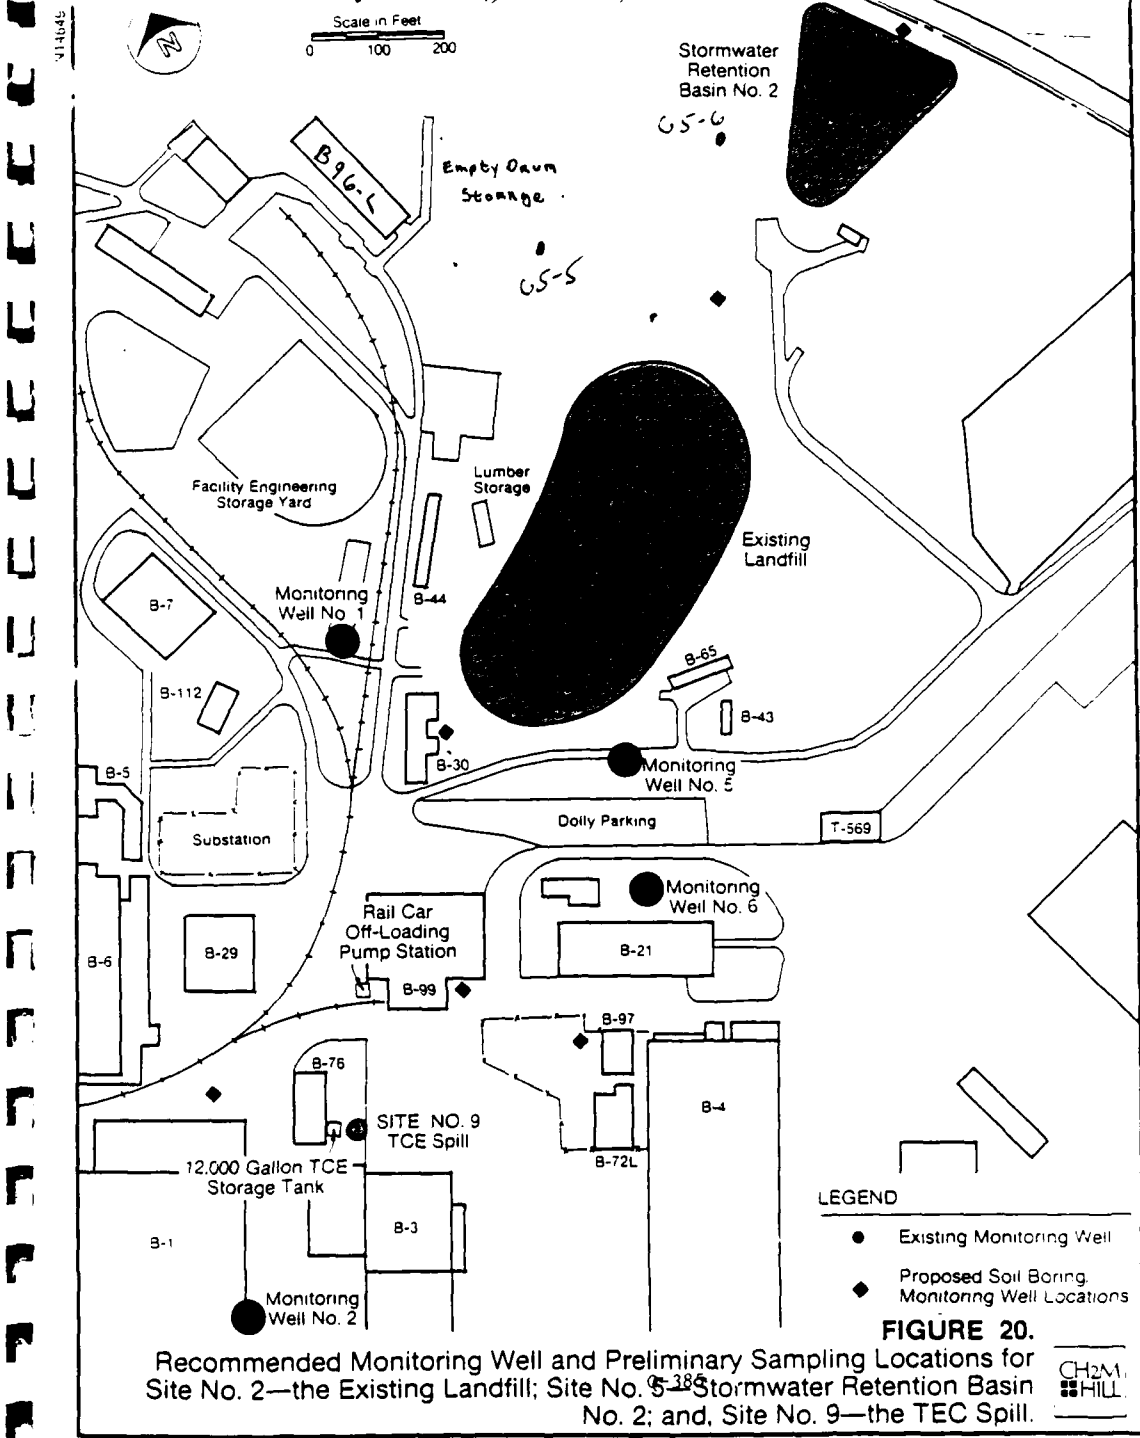 N14645
N
Scale in Feet
0 100 200
Stormwater
Retention
Basin No. 2
05-6
B96-L
Empty Drum
Storage
05-5
Lumber
Storage
Facility Engineering
Storage Yard
Existing
Landfill
Monitoring
Well No. 1
B-44
B-7
B-65
B-112
B-43
B-30
Monitoring
Well No. 5
B-5
Dolly Parking
T-569
Substation
Monitoring
Well No. 6
Rail Car
Off-Loading
Pump Station
B-6
B-29
B-21
B-99
B-97
B-76
B-4
SITE NO. 9
TCE Spill
B-72L
12,000 Gallon TCE
Storage Tank
B-1
B-3
Monitoring
Well No. 2
LEGEND
Existing Monitoring Well
Proposed Soil Boring,
Monitoring Well Locations
FIGURE 20.
Recommended Monitoring Well and Preliminary Sampling Locations for
Site No. 2—the Existing Landfill; Site No. 5—Stormwater Retention Basin
No. 2; and, Site No. 9—the TEC Spill.
CH2M
HILL